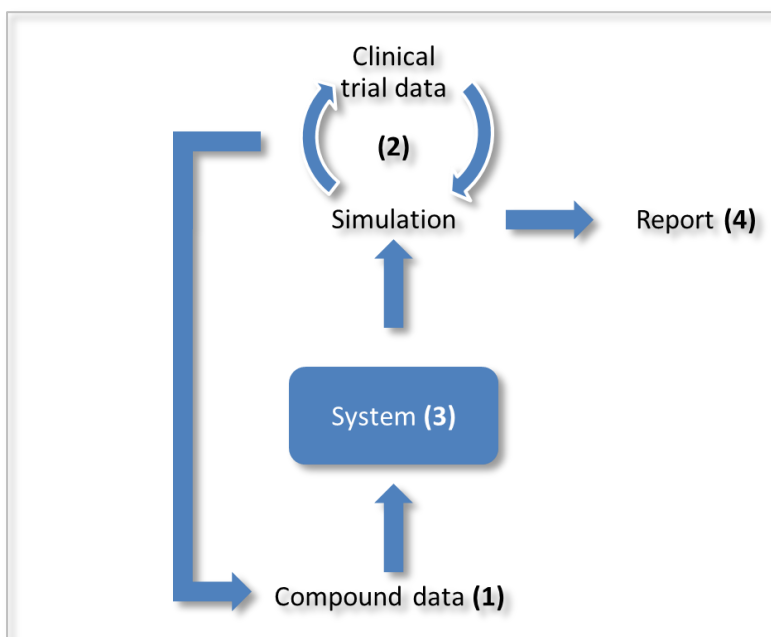 Clinical
trial data
(2)
Simulation
Report (4)
System (3)
Compound data (1)